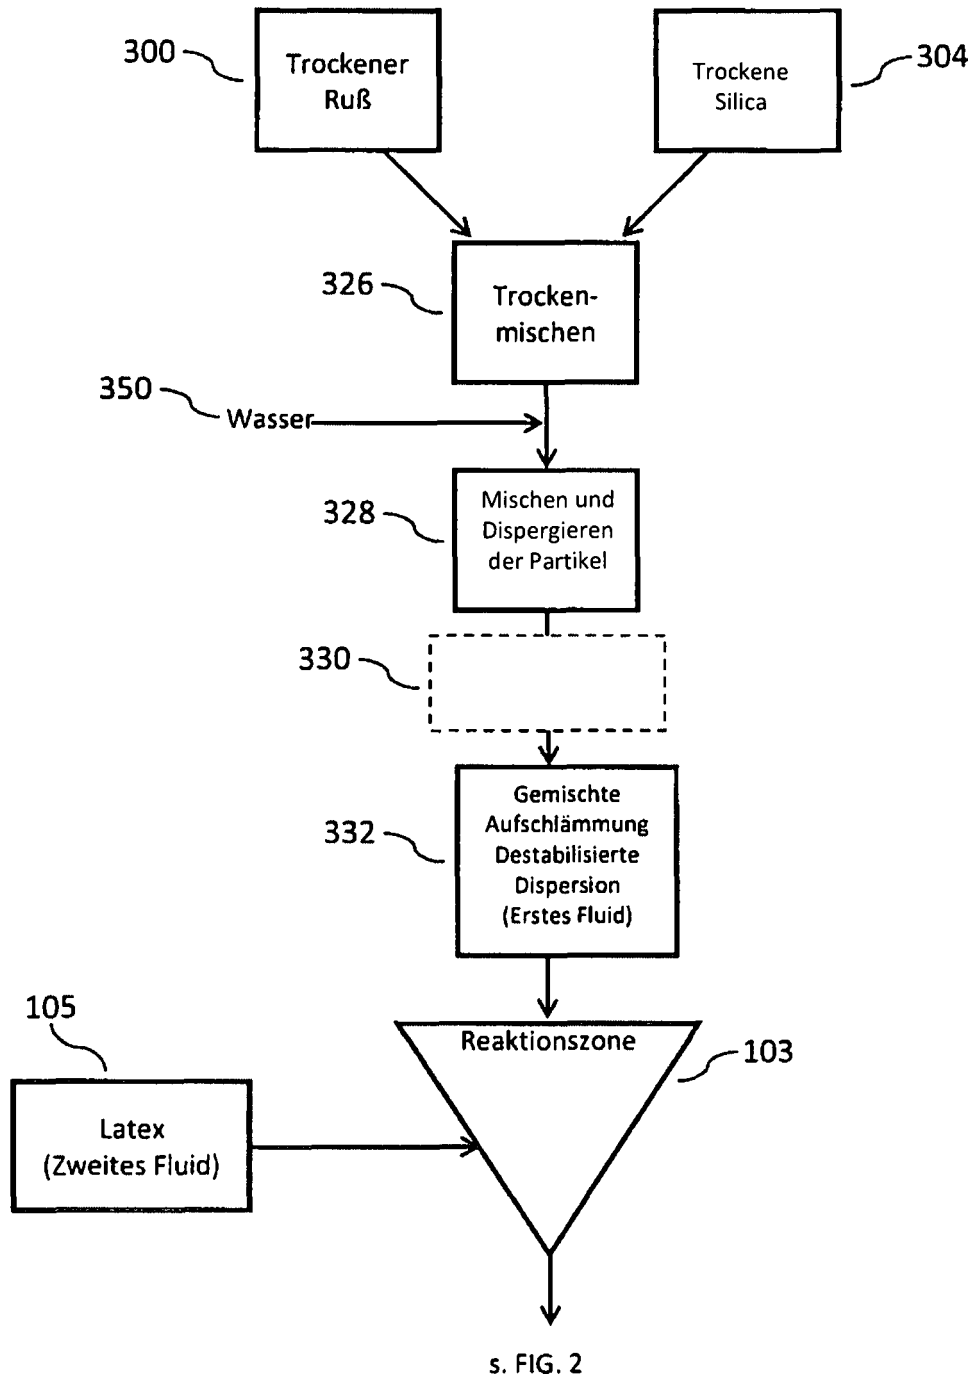 300
Trockener
Ruß
Trockene
Silica
304
326
Trocken-
mischen
350
Wasser
328
Mischen und
Dispergieren
der Partikel
330
332
Gemischte
Aufschlämmung
Destabilisierte
Dispersion
(Erstes Fluid)
105
Reaktionszone
103
Latex
(Zweites Fluid)
s. FIG. 2